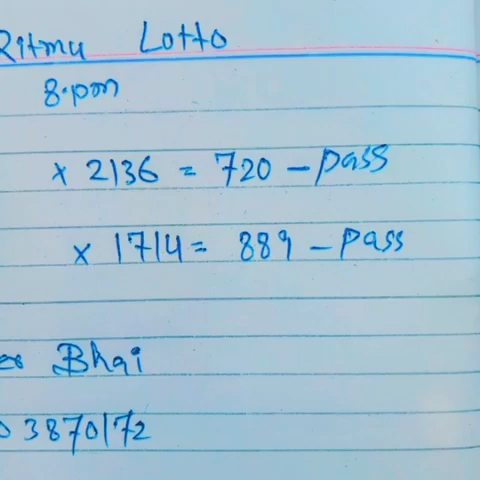 Ritmu Lotto
8.pm
x 2136 = 720 - pass
x 1714 = 889 - pass
Bhai
3870172